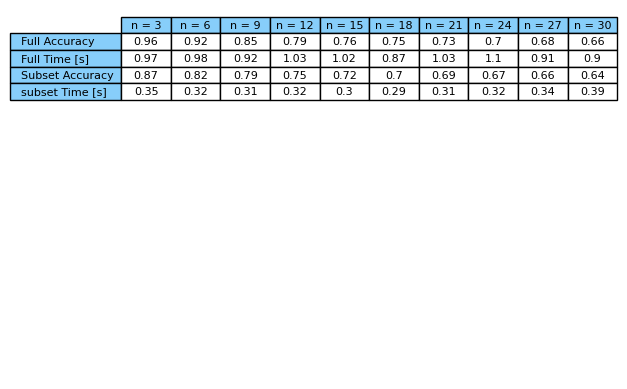 n = 3 n = 6 n = 9 n = 12 n = 15 n = 18 n = 21 n = 24 n = 27 n = 30
Full Accuracy 0.96 0.92 0.85 0.79 0.76 0.75 0.73 0.7 0.68 0.66
Full Time [s] 0.97 0.98 0.92 1.03 1.02 0.87 1.03 1.1 0.91 0.9
Subset Accuracy 0.87 0.82 0.79 0.75 0.72 0.7 0.69 0.67 0.66 0.64
subset Time [s] 0.35 0.32 0.31 0.32 0.3 0.29 0.31 0.32 0.34 0.39